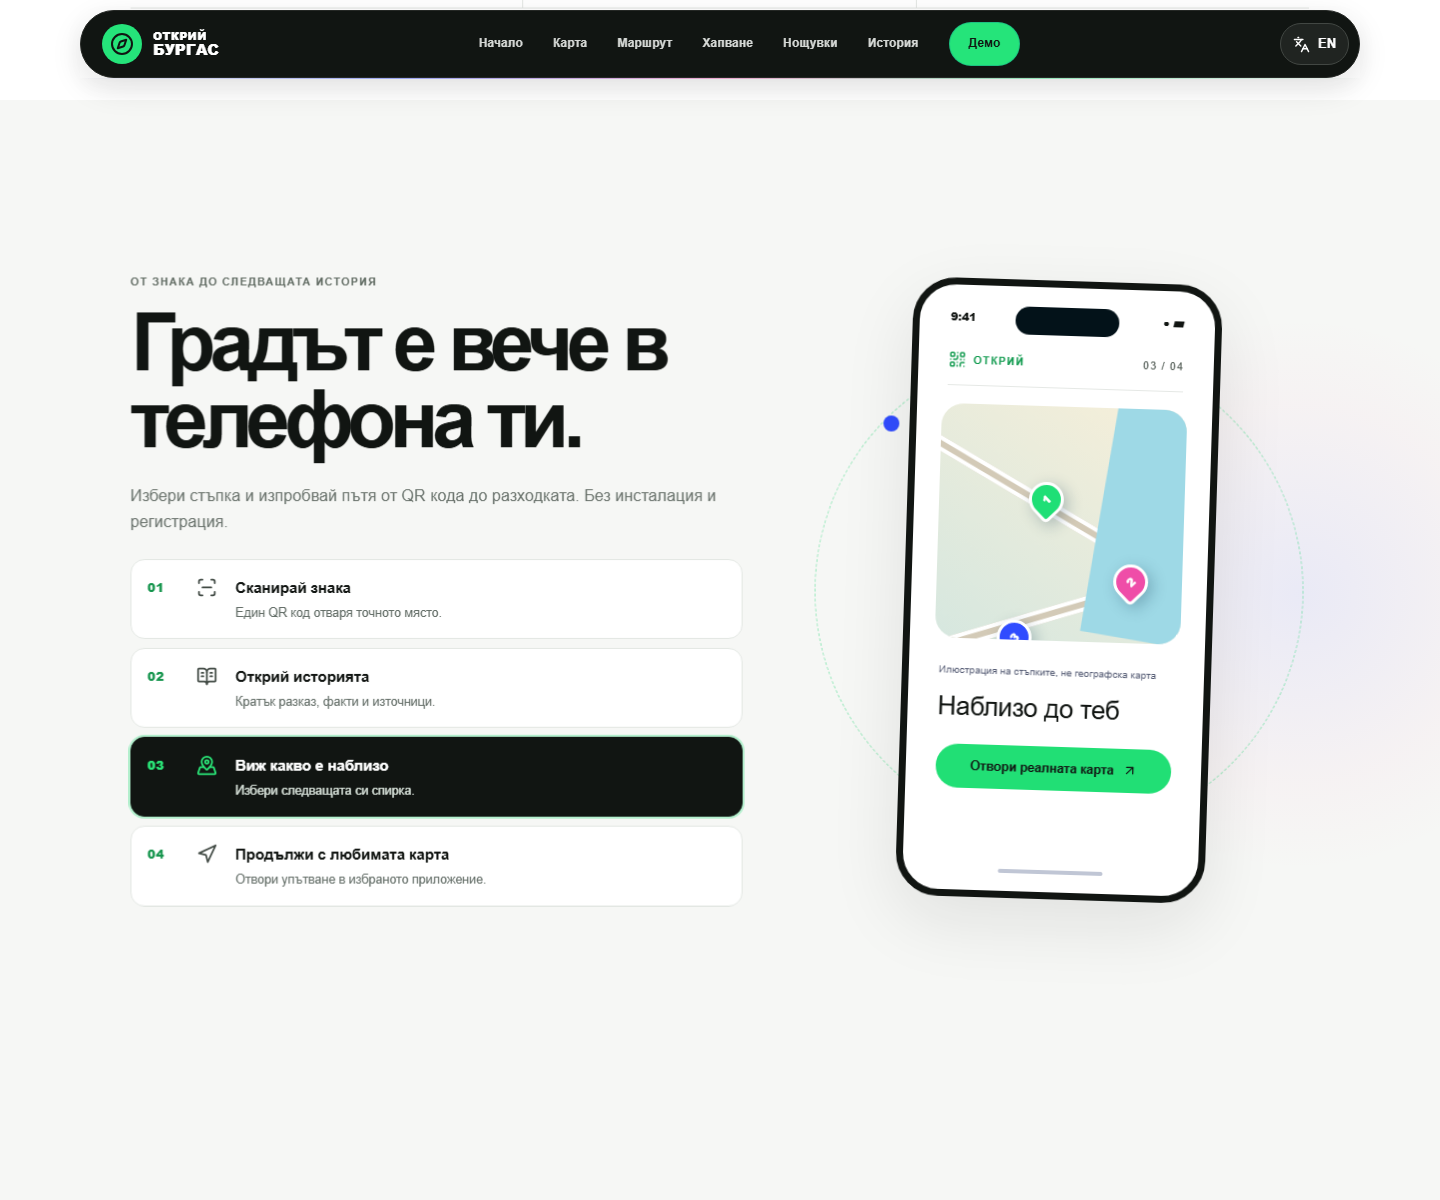 ОТКРИЙ
БУРГАС
Начало
Карта
Маршрут
Хапване
Нощувки
История
Демо
EN
ОТ ЗНАКА ДО СЛЕДВАЩАТА ИСТОРИЯ
Градът е вече в
телефона ти.
Избери стъпка и изпробвай пътя от QR кода до разходката. Без инсталация и
регистрация.
01
Сканирай знака
Един QR код отваря точното място.
02
Открий историята
Кратък разказ, факти и източници.
03
Виж какво е наблизо
Избери следващата си спирка.
04
Продължи с любимата карта
Отвори упътване в избраното приложение.
9:41
ОТКРИЙ
03 / 04
1
2
3
Илюстрация на стъпките, не географска карта
Наблизо до теб
Отвори реалната карта